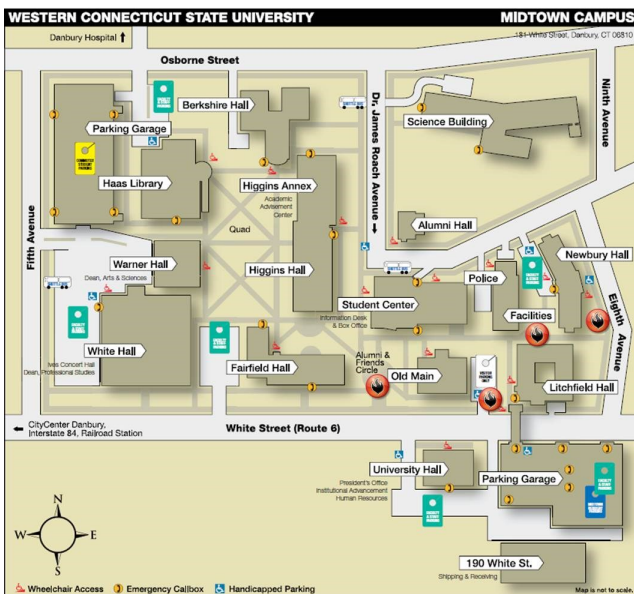 WESTERN CONNECTICUT STATE UNIVERSITY
MIDTOWN CAMPUS
Danbury Hospital
181 White Street, Danbury, CT 06810
Osborne Street
Berkshire Hall
Dr. James Roach Avenue
Science Building
Ninth Avenue
Parking Garage
Haas Library
Higgins Annex
Academic
Advisement
Center
Quad
Alumni Hall
Fifth Avenue
Warner Hall
Dean, Arts & Sciences
Higgins Hall
Police
Newbury Hall
Student Center
Information Desk
& Box Office
Facilities
Eighth Avenue
White Hall
Ives Concert Hall
Dean, Professional Studies
Fairfield Hall
Alumni &
Friends
Circle
Old Main
Litchfield Hall
CityCenter Danbury,
Interstate 84, Railroad Station
White Street (Route 6)
University Hall
President's Office
Institutional Advancement
Human Resources
Parking Garage
N
W
E
S
190 White St.
Shipping & Receiving
Wheelchair Access
Emergency Callbox
Handicapped Parking
Map is not to scale.